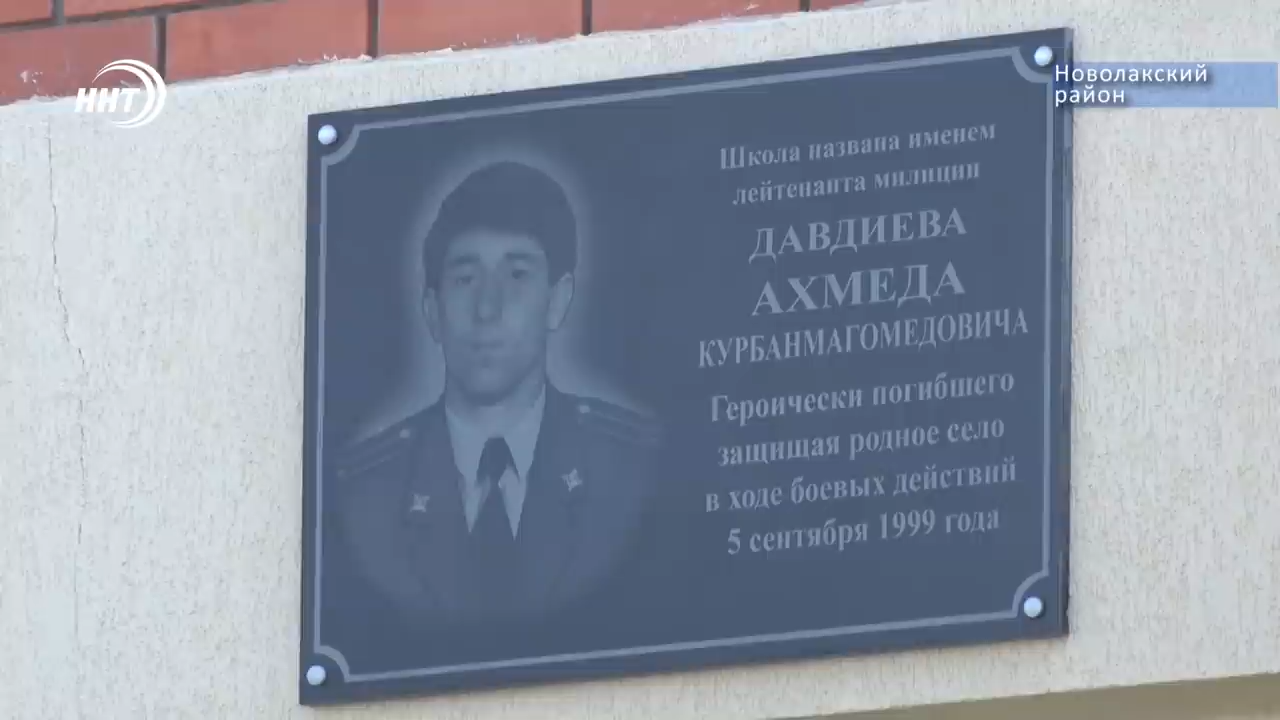 ННТ
Новолакский
район
Школа названа именем
лейтенанта милиции
ДАВДИЕВА
АХМЕДА
КУРБАНМАГОМЕДОВИЧА
Героически погибшего
защищая родное село
в ходе боевых действий
5 сентября 1999 года